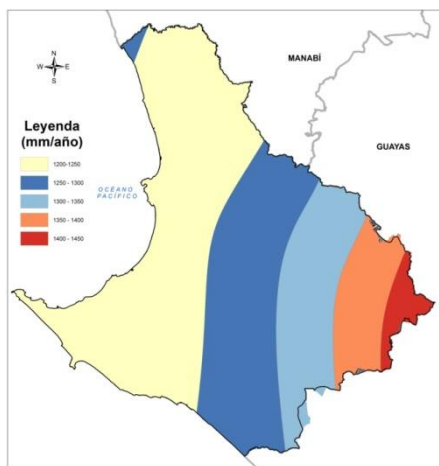 N
W E
S
MANABÍ
GUAYAS
OCÉANO
PACÍFICO
Leyenda
(mm/año)
1200-1250
1250 - 1300
1300 - 1350
1350 - 1400
1400 - 1450